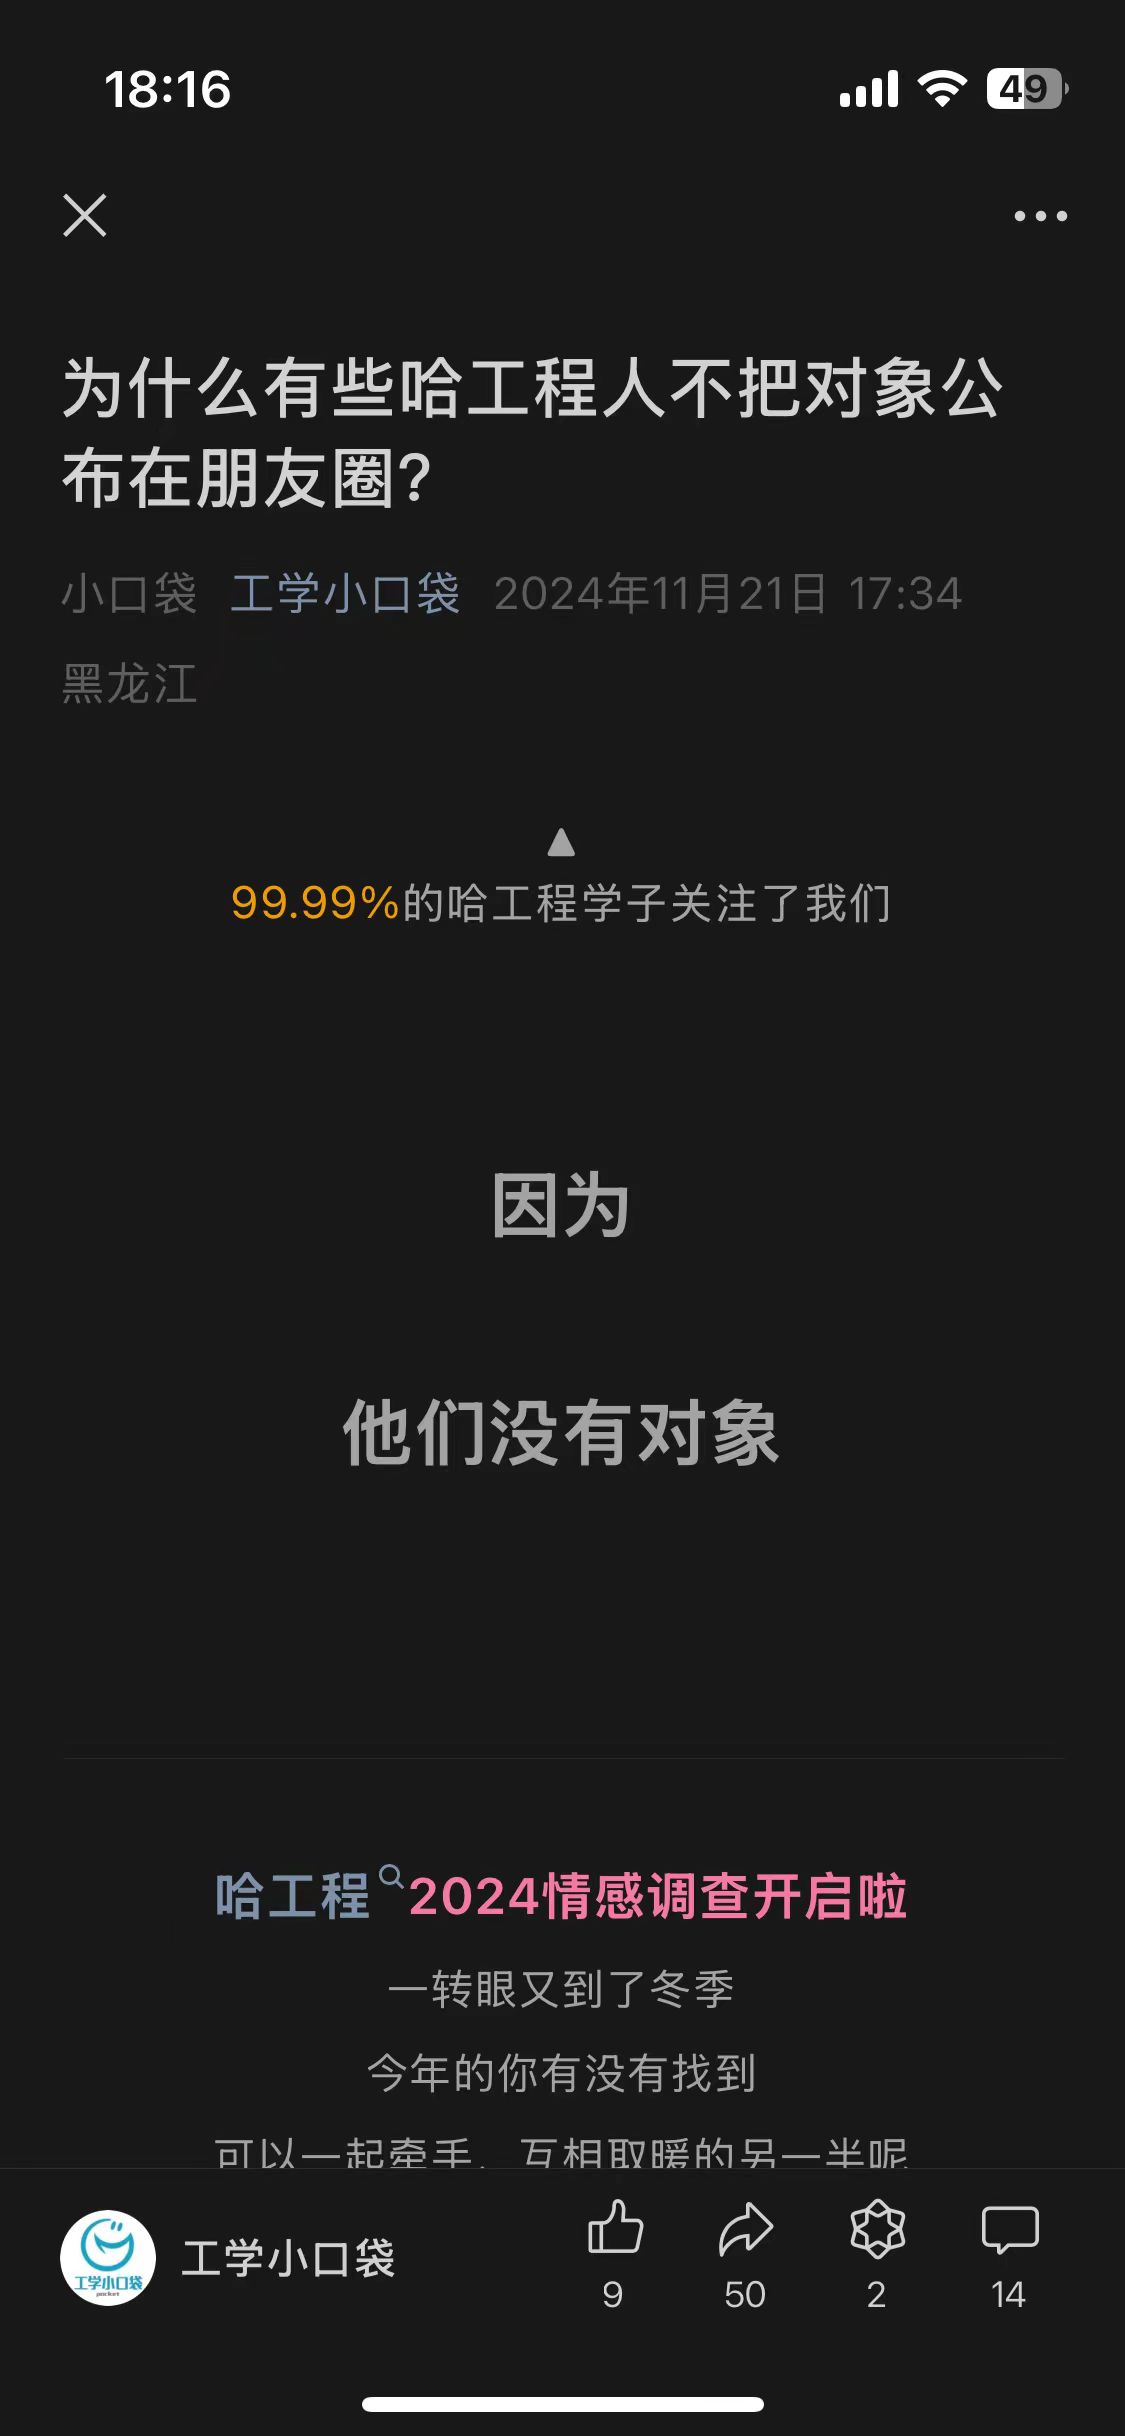 18:16
49
为什么有些哈工程人不把对象公
布在朋友圈?
小口袋 工学小口袋 2024年11月21日 17:34
黑龙江
99.99%的哈工程学子关注了我们
因为
他们没有对象
哈工程2024情感调查开启啦
一转眼又到了冬季
今年的你有没有找到
可以一起牵手、互相取暖的另一半呢
工学小口袋
pocket
工学小口袋
9
50
2
14